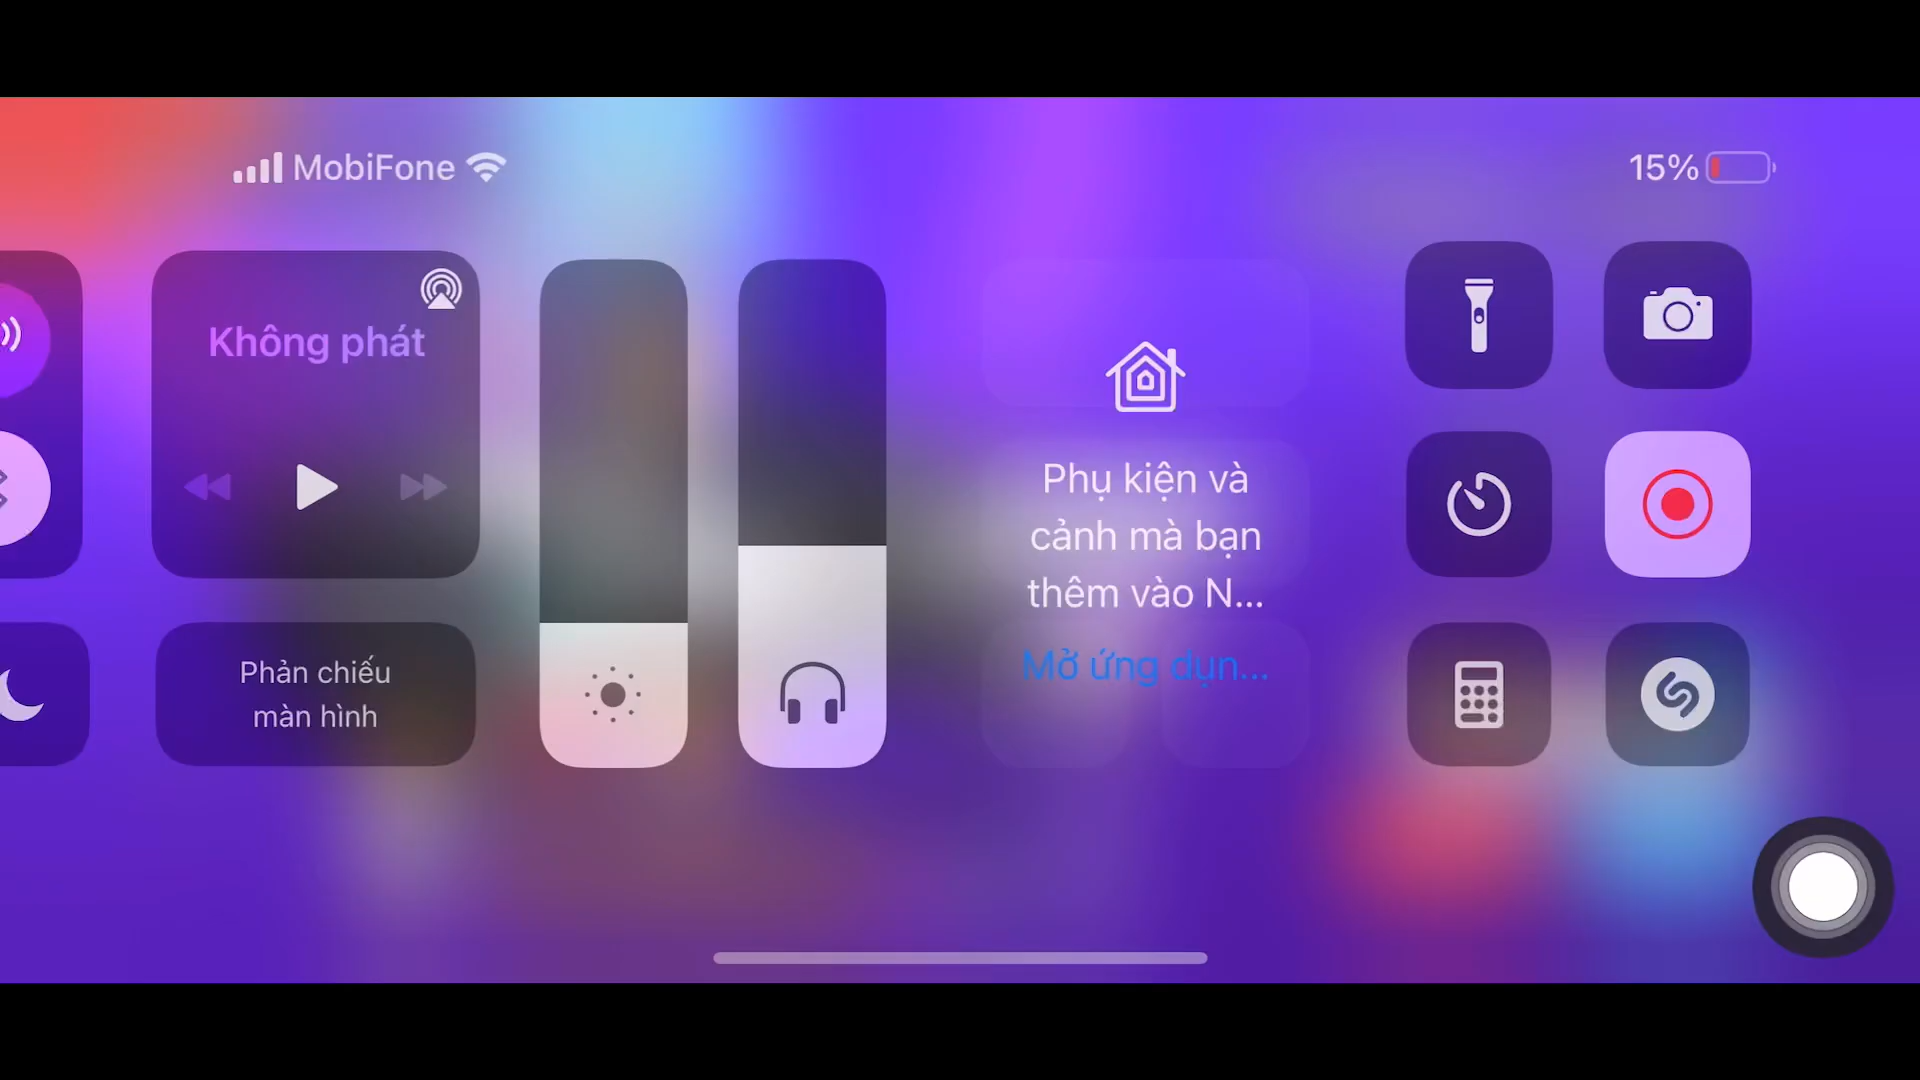 MobiFone
15%
Không phát
Phản chiếu
màn hình
Phụ kiện và
cảnh mà bạn
thêm vào N...
Mở ứng dụn...